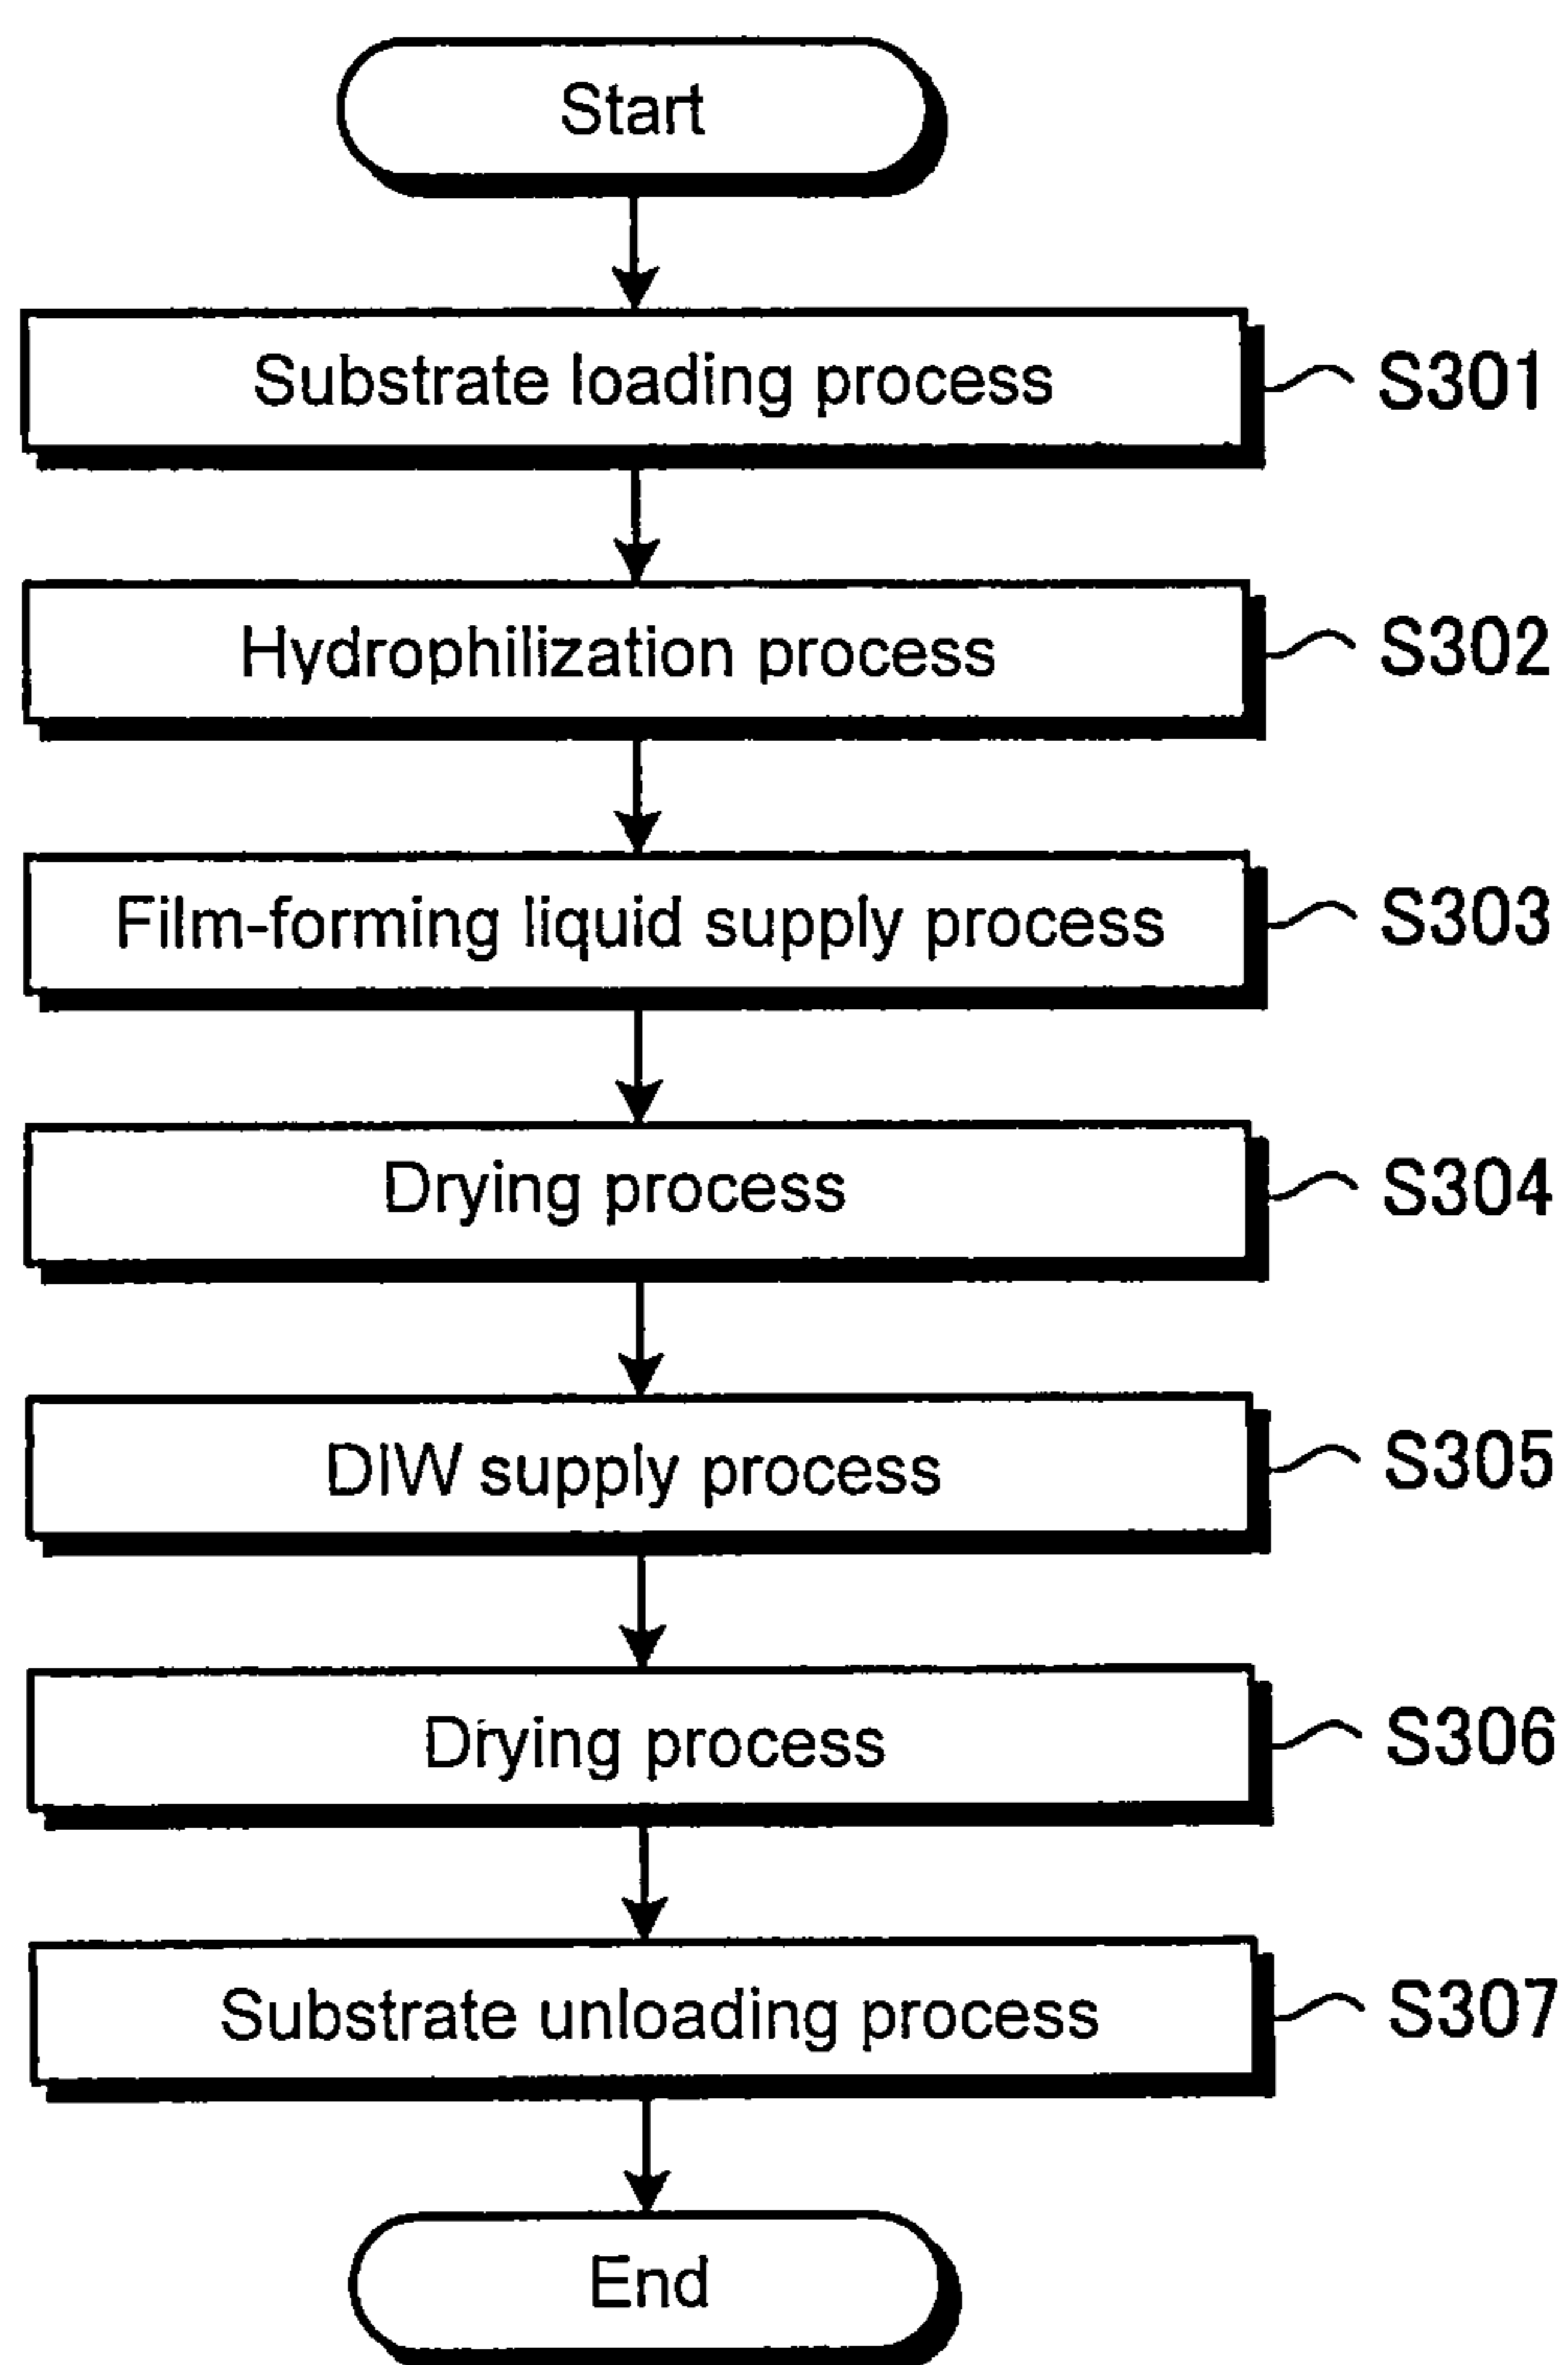 Start
Substrate loading process
S301
Hydrophilization process
S302
Film-forming liquid supply process
S303
Drying process
S304
DIW supply process
S305
Drying process
S306
Substrate unloading process
S307
End